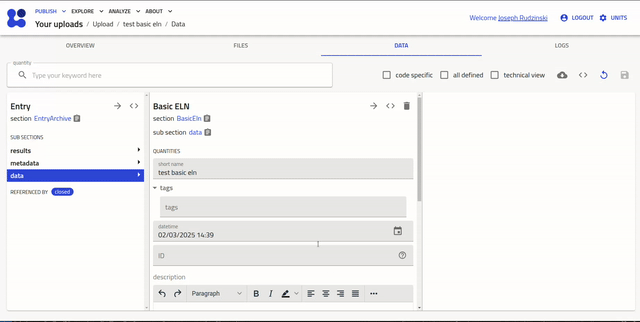 PUBLISH EXPLORE ANALYZE ABOUT
Your uploads / Upload / test basic eln / Data
Welcome Joseph Rudzinski LOGOUT UNITS
OVERVIEW FILES DATA LOGS
quantity
Type your keyword here
code specific all defined technical view
Entry
section EntryArchive
SUB SECTIONS
results
metadata
data
REFERENCED BY closed
Basic ELN
section BasicEln
sub section data
QUANTITIES
short name
test basic eln
tags
tags
datetime
02/03/2025 14:39
ID
description
Paragraph B I